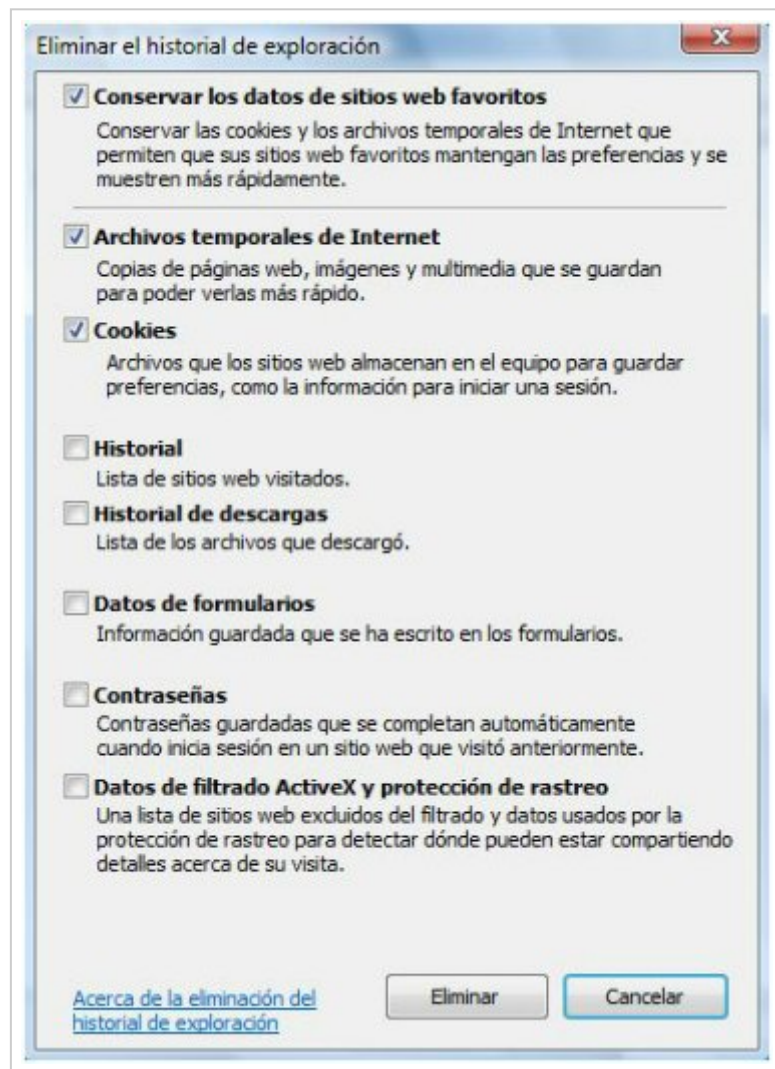 Eliminar el historial de exploración
Conservar los datos de sitios web favoritos
Conservar las cookies y los archivos temporales de Internet que
permiten que sus sitios web favoritos mantengan las preferencias y se
muestren más rápidamente.
Archivos temporales de Internet
Copias de páginas web, imágenes y multimedia que se guardan
para poder verlas más rápido.
Cookies
Archivos que los sitios web almacenan en el equipo para guardar
preferencias, como la información para iniciar una sesión.
Historial
Lista de sitios web visitados.
Historial de descargas
Lista de los archivos que descargó.
Datos de formularios
Información guardada que se ha escrito en los formularios.
Contraseñas
Contraseñas guardadas que se completan automáticamente
cuando inicia sesión en un sitio web que visitó anteriormente.
Datos de filtrado ActiveX y protección de rastreo
Una lista de sitios web excluidos del filtrado y datos usados por la
protección de rastreo para detectar dónde pueden estar compartiendo
detalles acerca de su visita.
Acerca de la eliminación del
historial de exploración
Eliminar
Cancelar